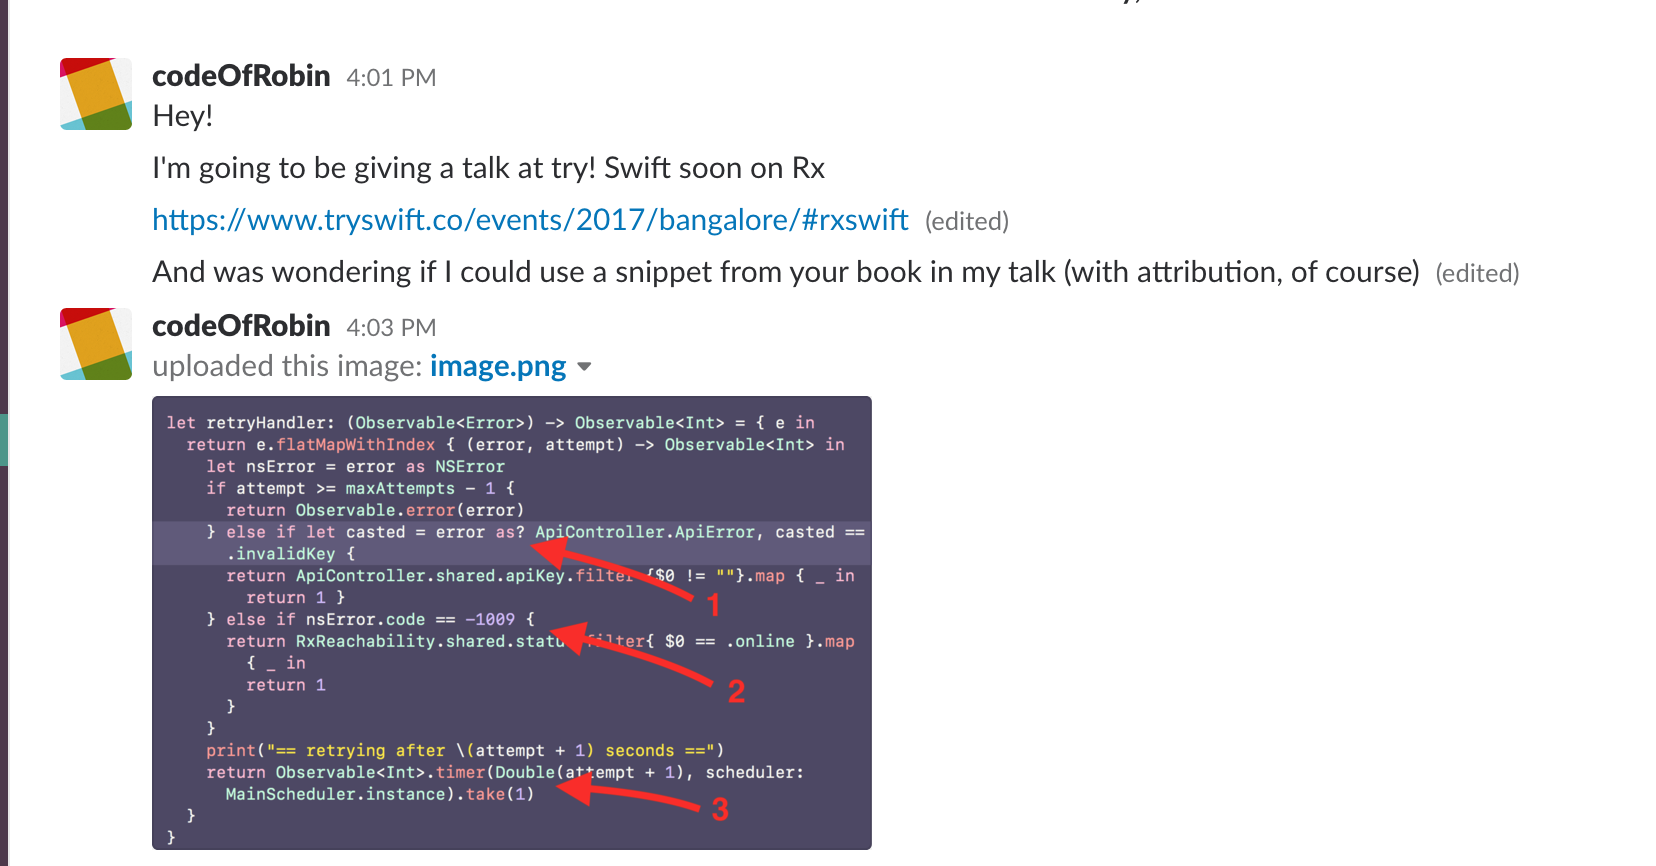 codeOfRobin 4:01 PM
Hey!
I'm going to be giving a talk at try! Swift soon on Rx
https://www.tryswift.co/events/2017/bangalore/#rxswift (edited)
And was wondering if I could use a snippet from your book in my talk (with attribution, of course) (edited)
codeOfRobin 4:03 PM
uploaded this image: image.png
let retryHandler: (Observable<Error>) -> Observable<Int> = { e in
return e.flatMapWithIndex { (error, attempt) -> Observable<Int> in
let nsError = error as NSError
if attempt >= maxAttempts - 1 {
return Observable.error(error)
} else if let casted = error as? ApiController.ApiError, casted ==
.invalidKey {
return ApiController.shared.apiKey.filter {$0 != ""}.map { _ in
return 1 }
1
} else if nsError.code == -1009 {
return RxReachability.shared.statu filter{ $0 == .online }.map
{ _ in
return 1
2
}
}
print("== retrying after \(attempt + 1) seconds ==")
return Observable<Int>.timer(Double(attempt + 1), scheduler:
MainScheduler.instance).take(1)
3
}
}